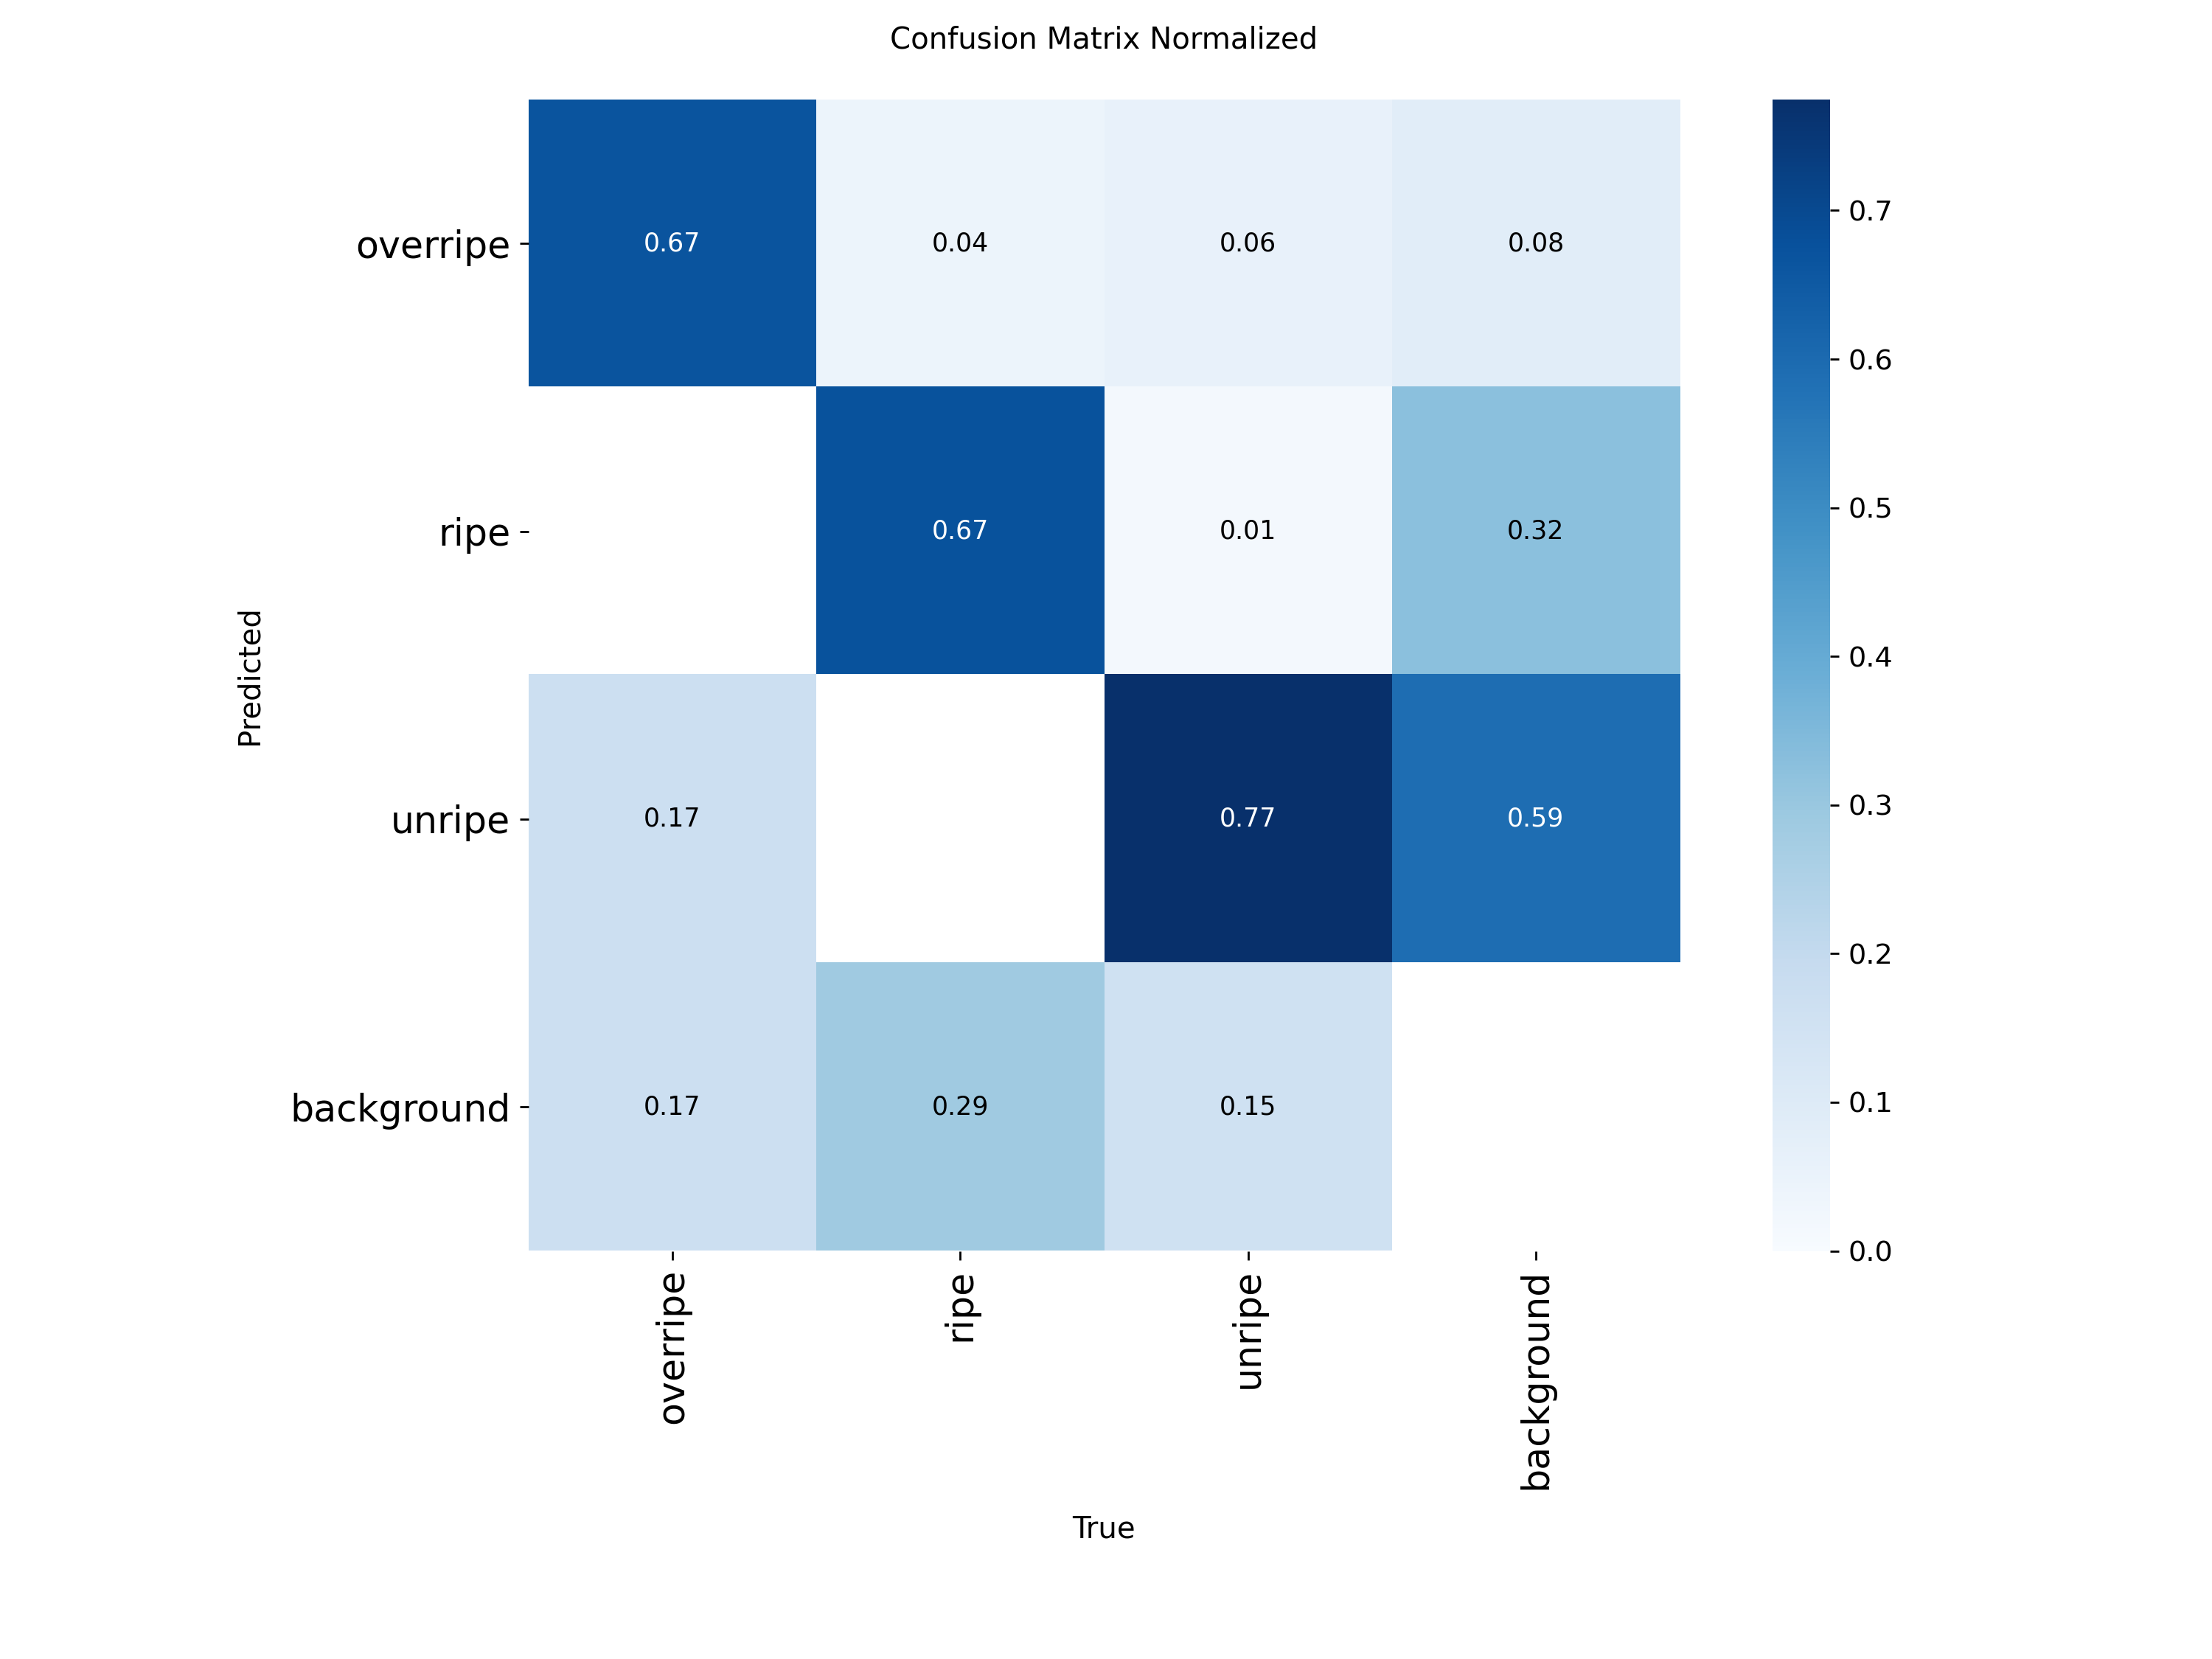 Confusion Matrix Normalized
overripe 0.67 0.04 0.06 0.08
ripe 0.67 0.01 0.32
unripe 0.17 0.77 0.59
background 0.17 0.29 0.15
Predicted
overripe ripe unripe background
True
0.7
0.6
0.5
0.4
0.3
0.2
0.1
0.0